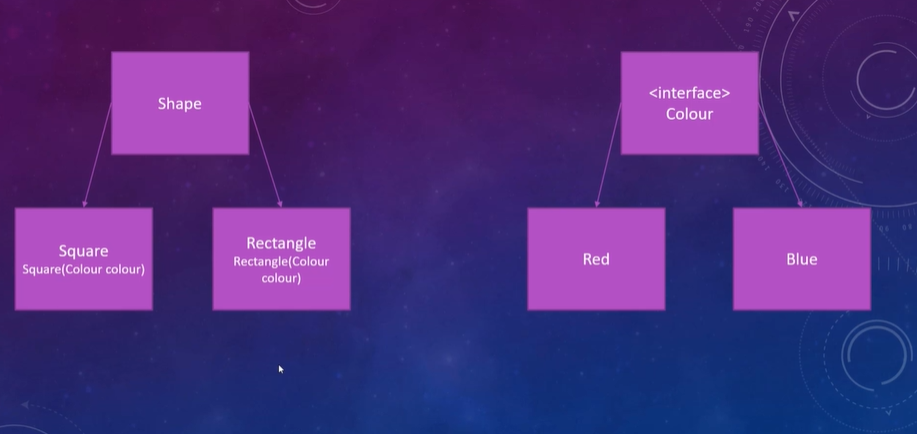 Shape
<interface>
Colour
Square
Square(Colour colour)
Rectangle
Rectangle(Colour
colour)
Red
Blue